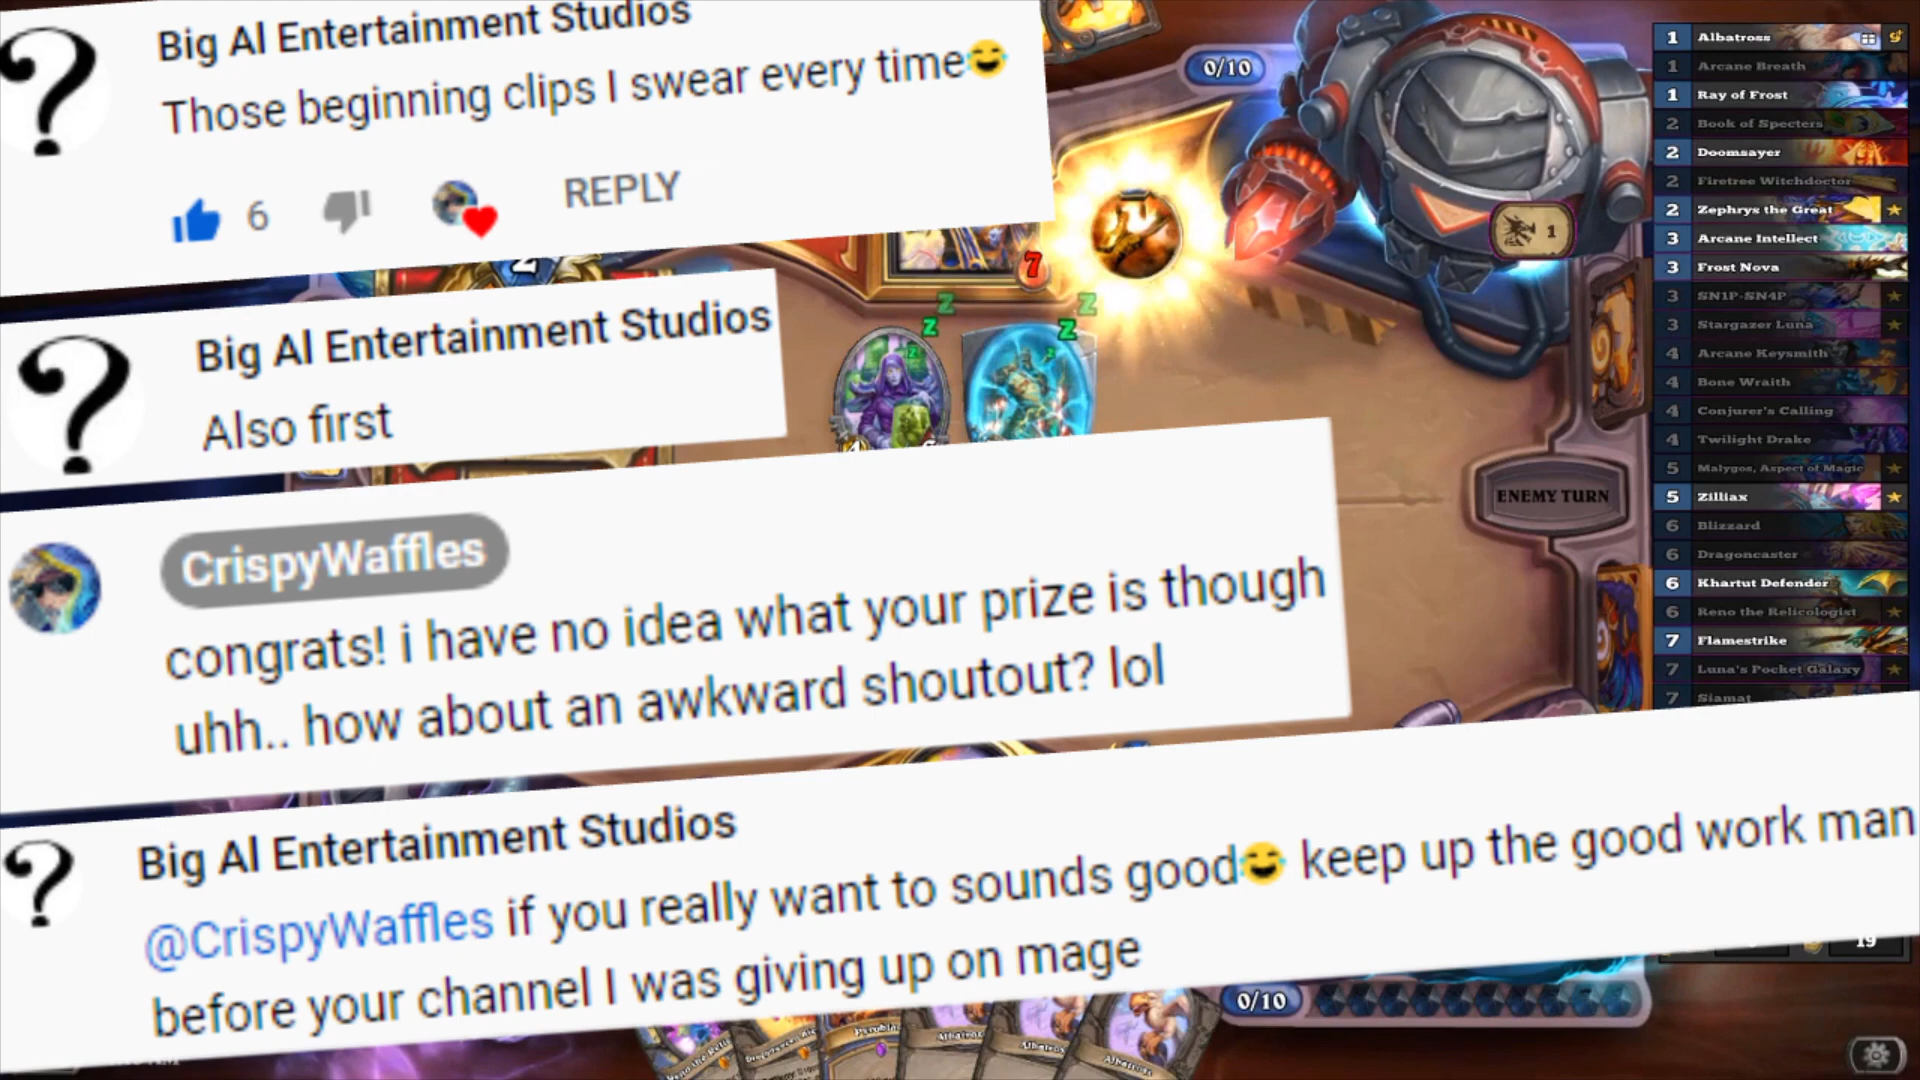 Big Al Entertainment Studios
Those beginning clips I swear every time😂
6
REPLY
Big Al Entertainment Studios
Also first
CrispyWaffles
congrats! i have no idea what your prize is though
uhh.. how about an awkward shoutout? lol
Big Al Entertainment Studios
@CrispyWaffles if you really want to sounds good😂 keep up the good work man
before your channel I was giving up on mage
0/10
1
2
7
ENEMY TURN
1 Albatross
1 Arcane Breath
1 Ray of Frost
2 Book of Specters
2 Doomsayer
2 Firetree Witchdoctor
2 Zephrys the Great
3 Arcane Intellect
3 Frost Nova
3 SN1P-SN4P
3 Stargazer Luna
4 Arcane Keysmith
4 Bone Wraith
4 Conjurer's Calling
4 Twilight Drake
5 Malygos, Aspect of Magic
5 Zilliax
6 Blizzard
6 Dragoncaster
6 Khartut Defender
6 Reno the Relicologist
7 Flamestrike
7 Luna's Pocket Galaxy
7 Siamat
19
0/10
Albatross
Albatross
Albatross